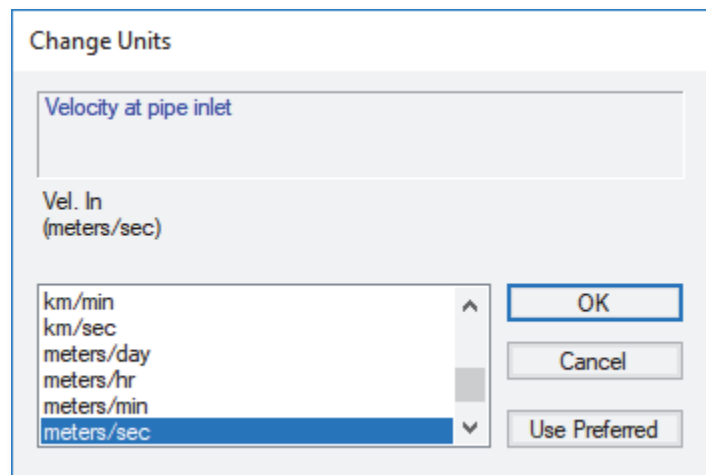 Change Units
Velocity at pipe inlet
Vel. In
(meters/sec)
km/min
km/sec
meters/day
meters/hr
meters/min
meters/sec
OK
Cancel
Use Preferred